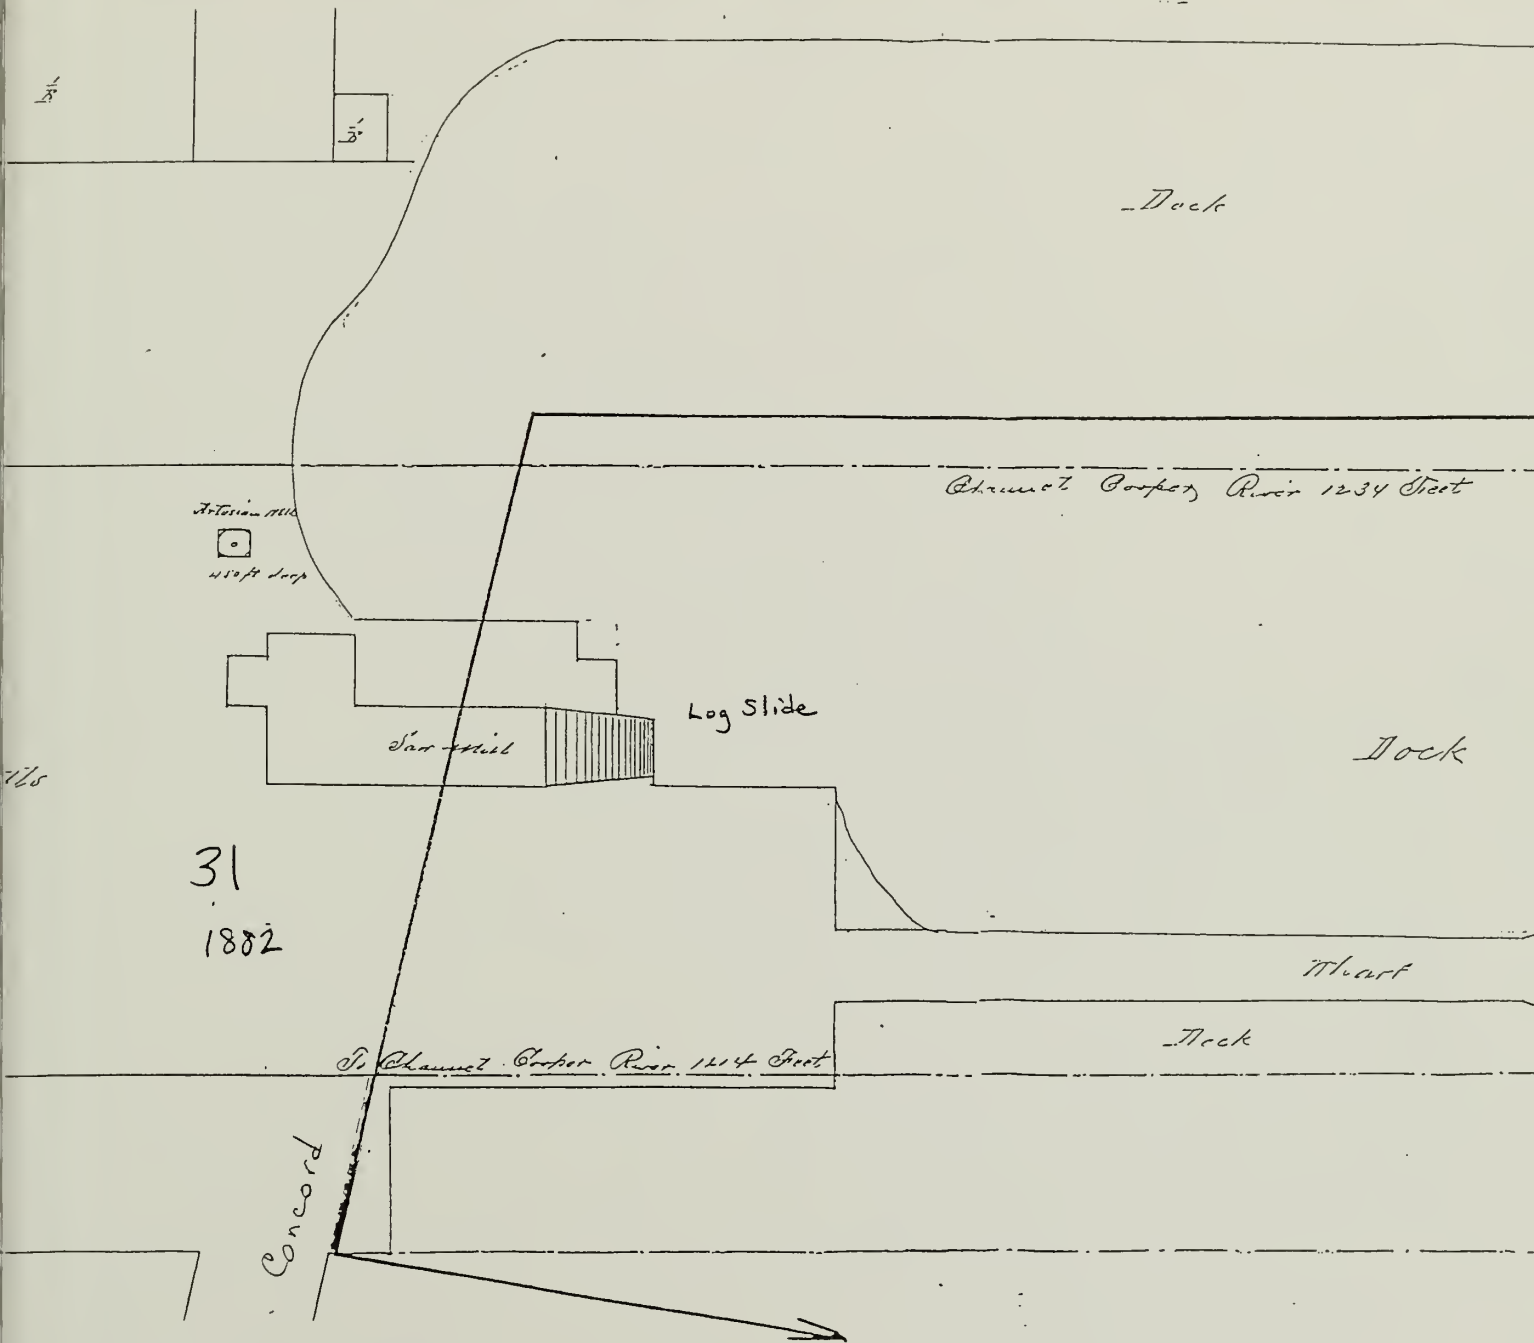 Dock
Channel Cooper River 1234 Feet
Artesian Well
450 ft deep
Log Slide
Saw Mill
Dock
31
1882
Wharf
Dock
To Channel Cooper River 1214 Feet
Concord